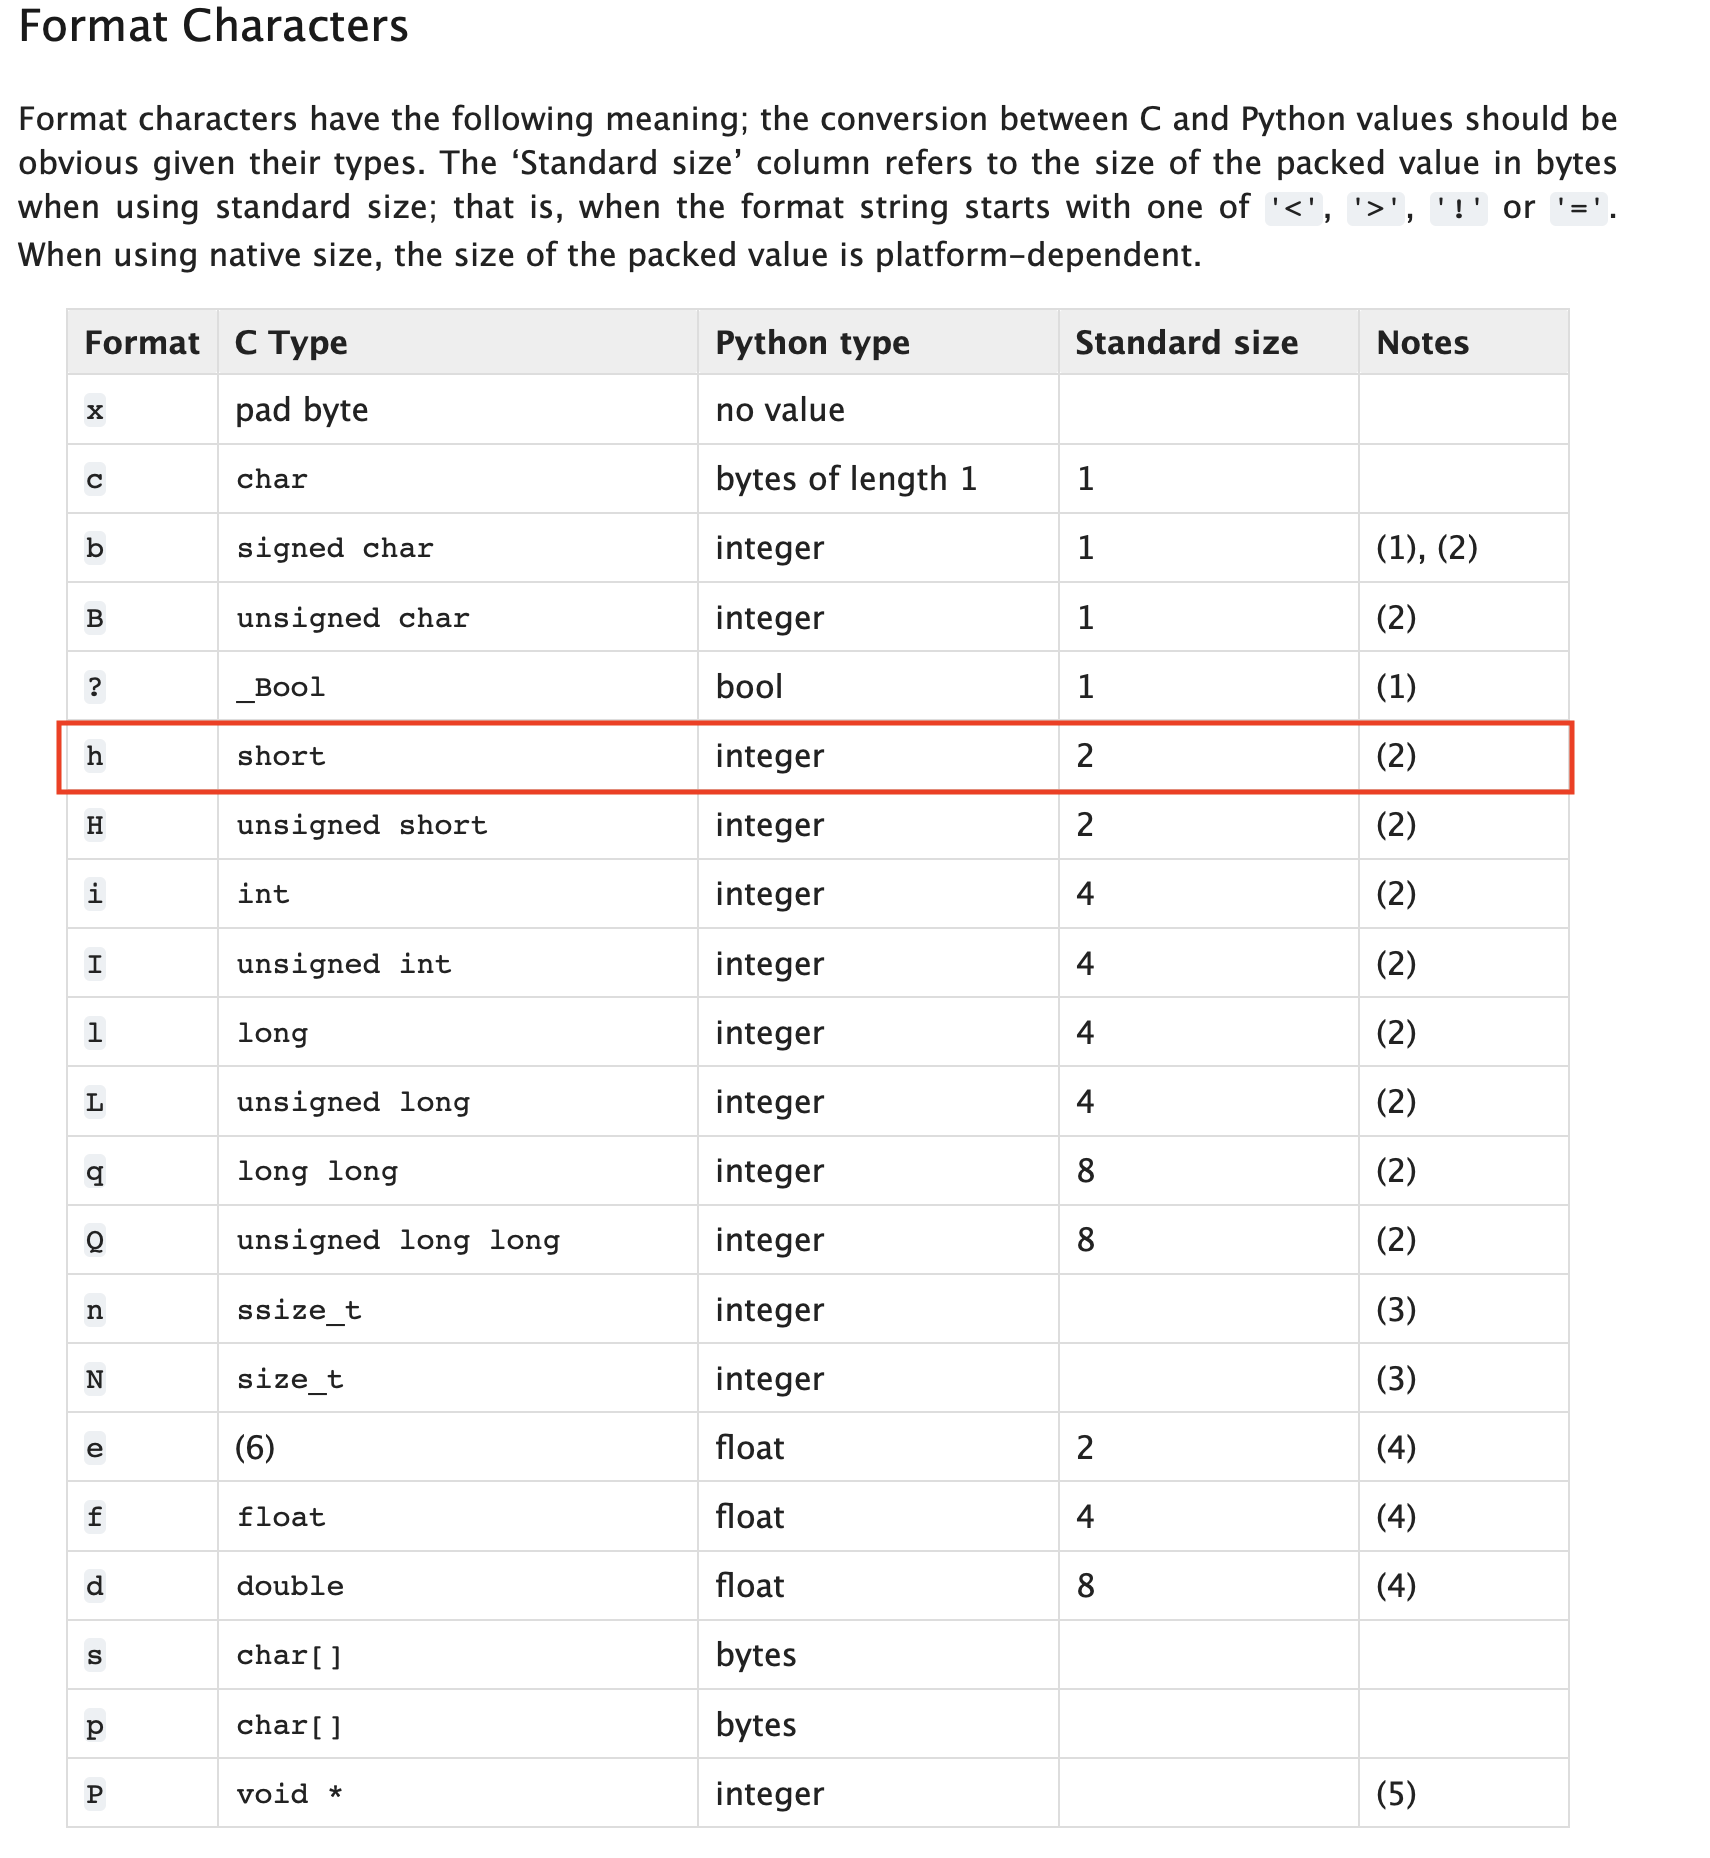 Format Characters
Format characters have the following meaning; the conversion between C and Python values should be
obvious given their types. The ‘Standard size’ column refers to the size of the packed value in bytes
when using standard size; that is, when the format string starts with one of '<', '>', '!' or '='.
When using native size, the size of the packed value is platform-dependent.
Format C Type Python type Standard size Notes
x pad byte no value
c char bytes of length 1 1
b signed char integer 1 (1), (2)
B unsigned char integer 1 (2)
? _Bool bool 1 (1)
h short integer 2 (2)
H unsigned short integer 2 (2)
i int integer 4 (2)
I unsigned int integer 4 (2)
l long integer 4 (2)
L unsigned long integer 4 (2)
q long long integer 8 (2)
Q unsigned long long integer 8 (2)
n ssize_t integer (3)
N size_t integer (3)
e (6) float 2 (4)
f float float 4 (4)
d double float 8 (4)
s char[] bytes
p char[] bytes
P void * integer (5)